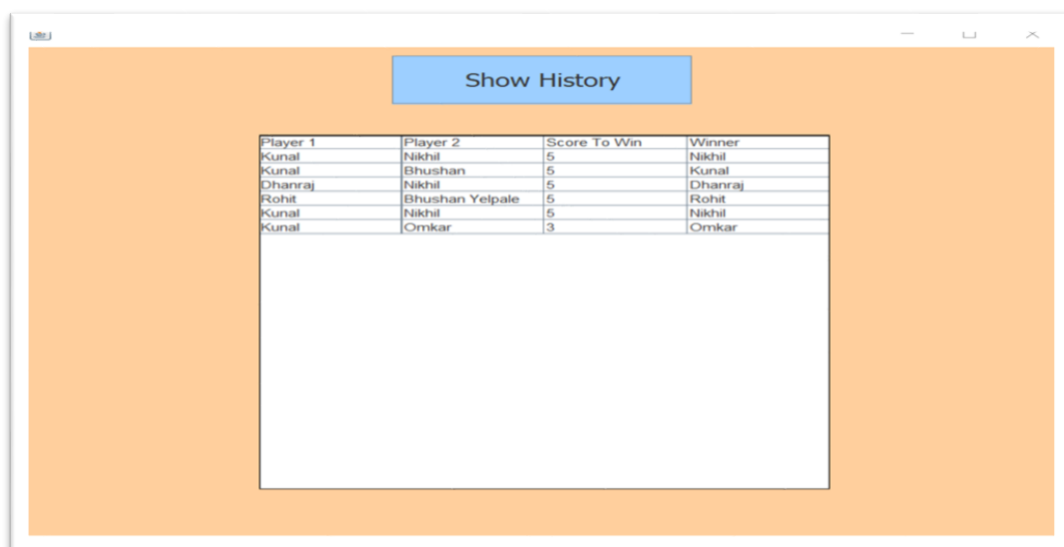 Show History
Player 1 Player 2 Score To Win Winner
Kunal Nikhil 5 Nikhil
Kunal Bhushan 5 Kunal
Dhanraj Nikhil 5 Dhanraj
Rohit Bhushan Yelpale 5 Rohit
Kunal Nikhil 5 Nikhil
Kunal Omkar 3 Omkar